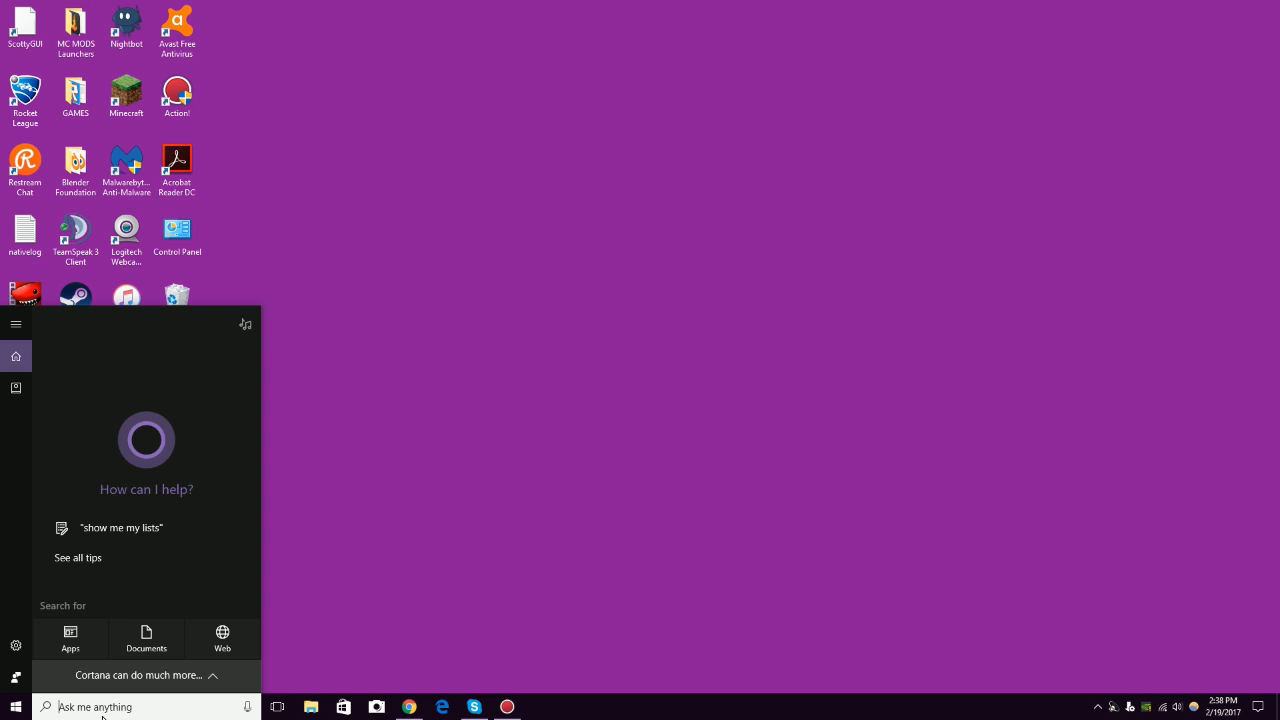 ScottyGUI
MC MODS
Launchers
Nightbot
Avast Free
Antivirus
Rocket
League
GAMES
Minecraft
Action!
Restream
Chat
Blender
Foundation
Malwarebyt...
Anti-Malware
Acrobat
Reader DC
nativelog
TeamSpeak 3
Client
Logitech
Webca...
Control Panel
How can I help?
"show me my lists"
See all tips
Search for
Apps
Documents
Web
Cortana can do much more...
Ask me anything
2:38 PM
2/19/2017